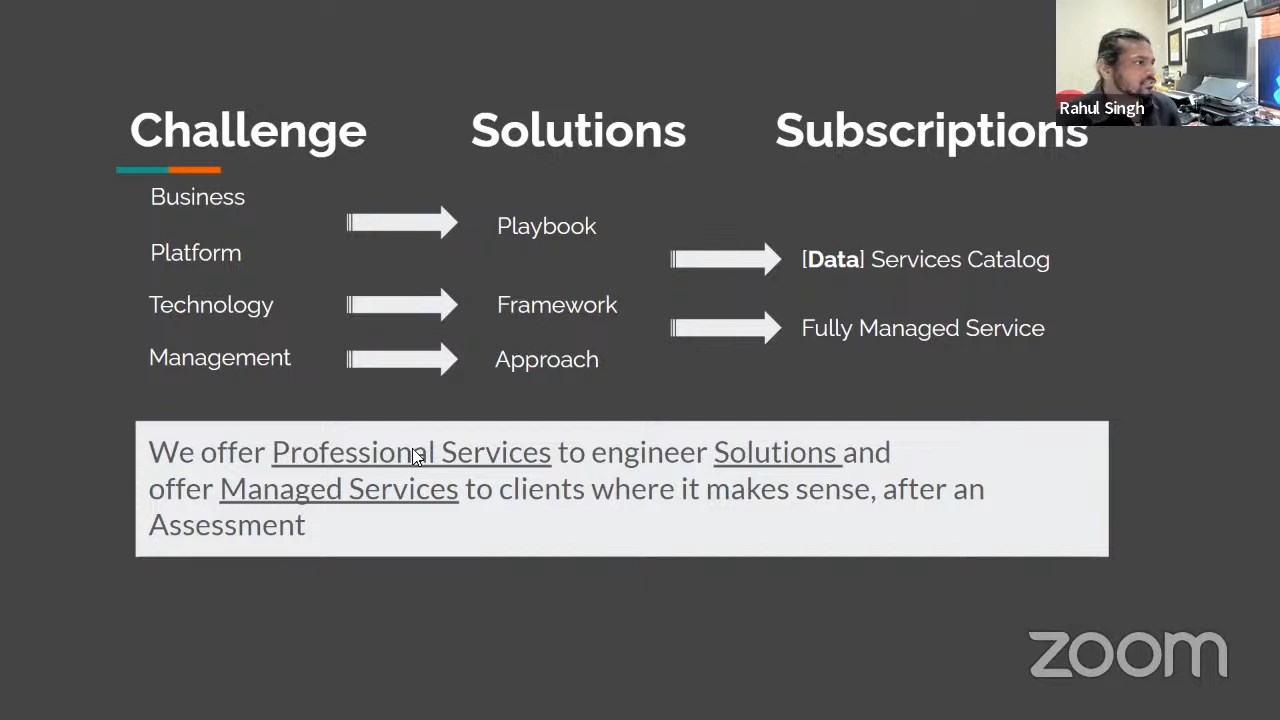 Rahul Singh
Challenge
Solutions
Subscriptions
Business
Platform
Technology
Management
Playbook
Framework
Approach
[Data] Services Catalog
Fully Managed Service
We offer Professional Services to engineer Solutions and
offer Managed Services to clients where it makes sense, after an
Assessment
zoom